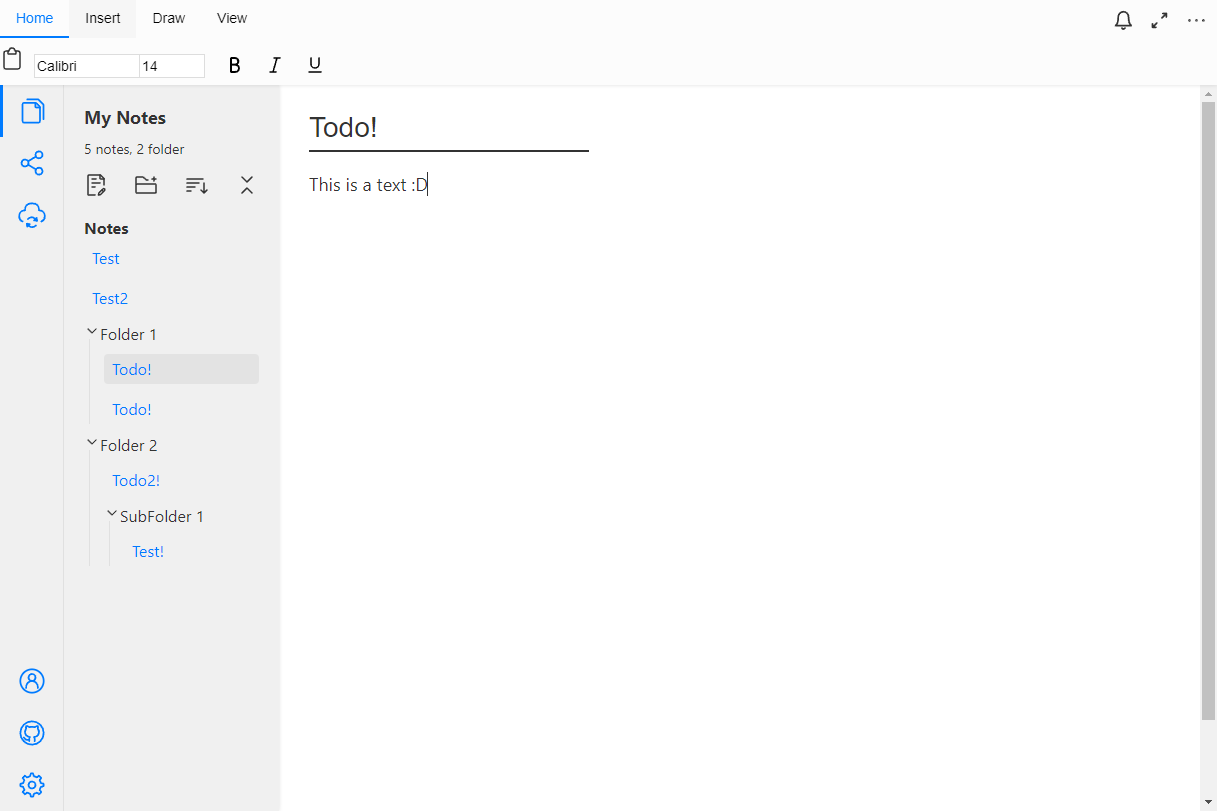 Home Insert Draw View
Calibri 14 B I U
My Notes
5 notes, 2 folder
Notes
Test
Test2
Folder 1
Todo!
Todo!
Folder 2
Todo2!
SubFolder 1
Test!
Todo!
This is a text :D